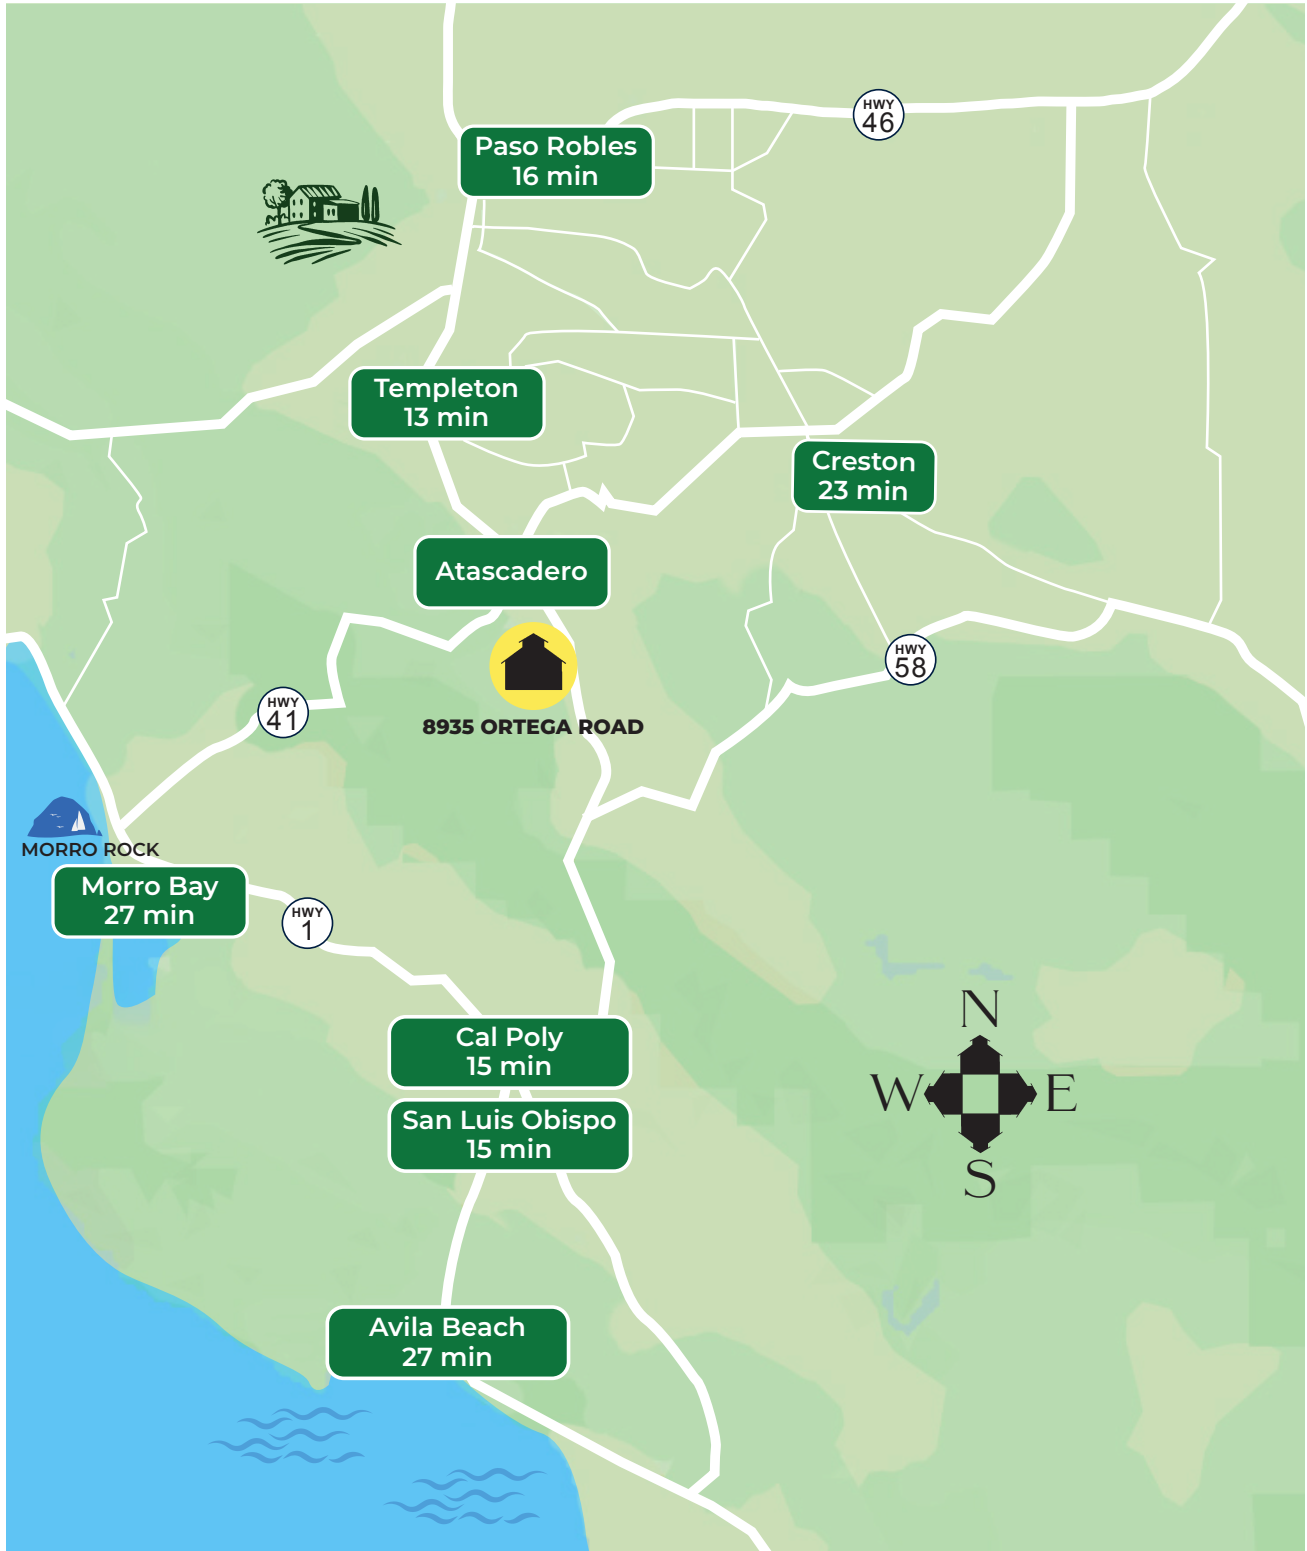 HWY
46
Paso Robles
16 min
Templeton
13 min
Creston
23 min
Atascadero
HWY
58
HWY
41
8935 ORTEGA ROAD
MORRO ROCK
Morro Bay
27 min
HWY
1
N
W
E
S
Cal Poly
15 min
San Luis Obispo
15 min
Avila Beach
27 min